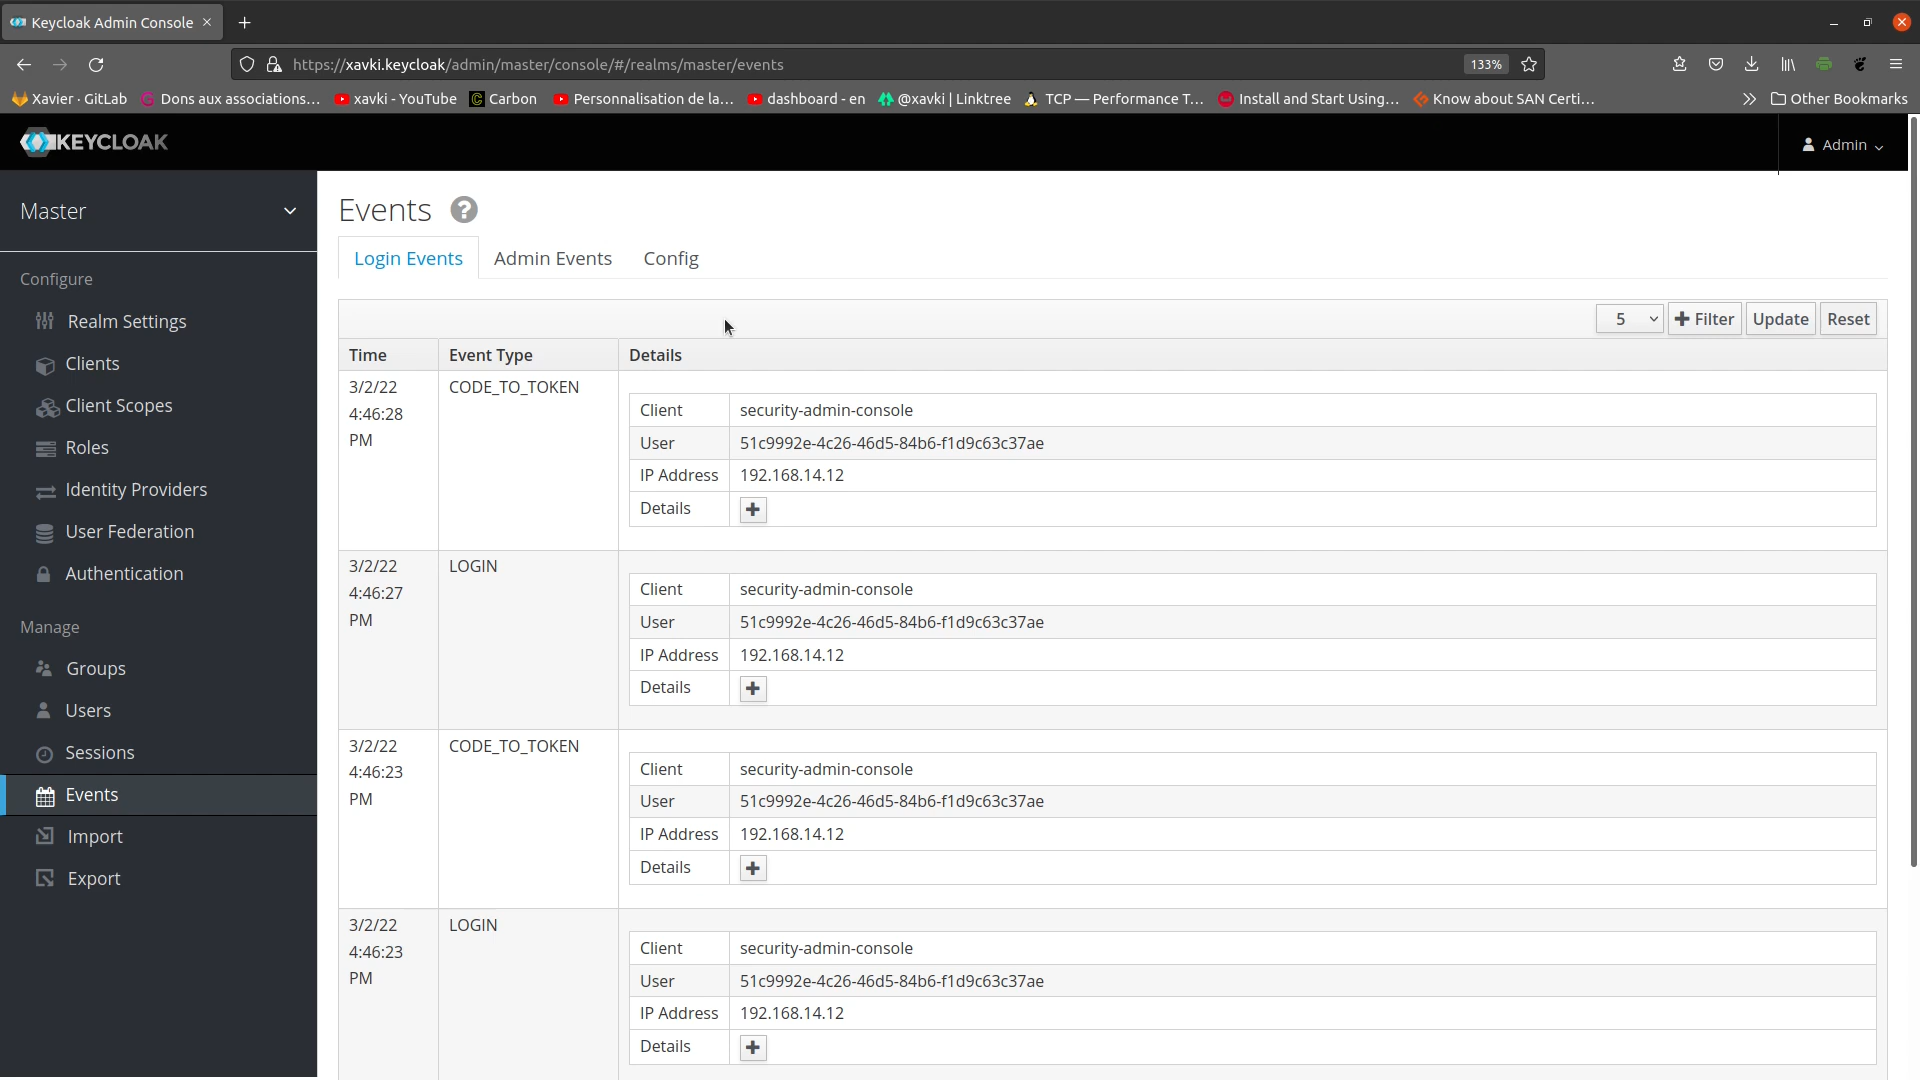 Keycloak Admin Console
https://xavki.keycloak/admin/master/console/#/realms/master/events
133%
Xavier · GitLab
Dons aux associations...
xavki - YouTube
Carbon
Personnalisation de la...
dashboard - en
@xavki | Linktree
TCP — Performance T...
Install and Start Using...
Know about SAN Certi...
Other Bookmarks
KEYCLOAK
Admin
Master
Configure
Realm Settings
Clients
Client Scopes
Roles
Identity Providers
User Federation
Authentication
Manage
Groups
Users
Sessions
Events
Import
Export
Events
Login Events
Admin Events
Config
5
Filter
Update
Reset
Time
Event Type
Details
3/2/22
4:46:28
PM
CODE_TO_TOKEN
Client
security-admin-console
User
51c9992e-4c26-46d5-84b6-f1d9c63c37ae
IP Address
192.168.14.12
Details
3/2/22
4:46:27
PM
LOGIN
Client
security-admin-console
User
51c9992e-4c26-46d5-84b6-f1d9c63c37ae
IP Address
192.168.14.12
Details
3/2/22
4:46:23
PM
CODE_TO_TOKEN
Client
security-admin-console
User
51c9992e-4c26-46d5-84b6-f1d9c63c37ae
IP Address
192.168.14.12
Details
3/2/22
4:46:23
PM
LOGIN
Client
security-admin-console
User
51c9992e-4c26-46d5-84b6-f1d9c63c37ae
IP Address
192.168.14.12
Details